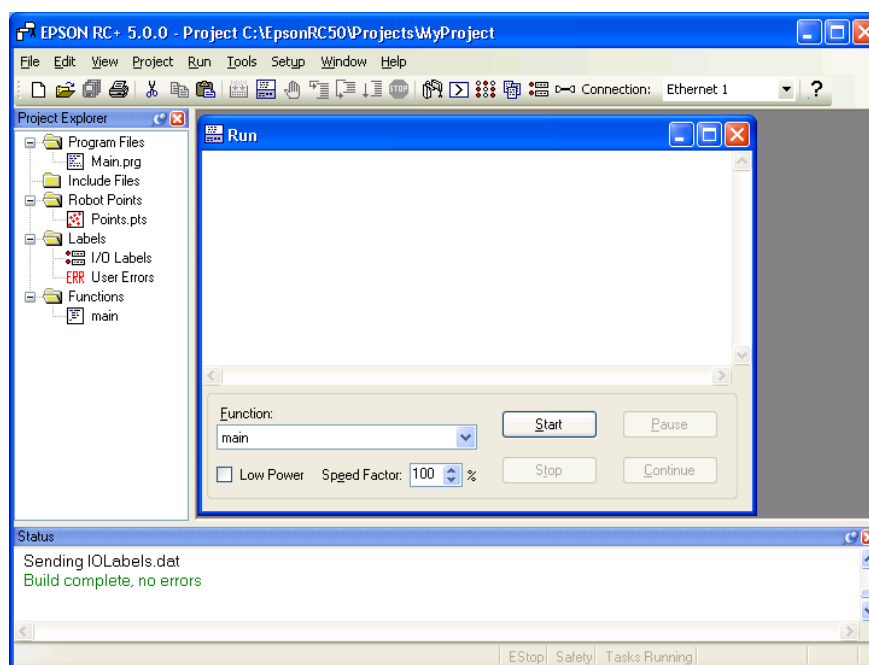 EPSON RC+ 5.0.0 - Project C:\EpsonRC50\Projects\MyProject
File Edit View Project Run Tools Setup Window Help
STOP Connection: Ethernet 1 ?
Project Explorer
Program Files
Main.prg
Include Files
Robot Points
Points.pts
Labels
I/O Labels
ERR User Errors
Functions
main
Run
Function:
main
Start Pause
Low Power Speed Factor: 100 %
Stop Continue
Status
Sending IOLabels.dat
Build complete, no errors
EStop Safety Tasks Running